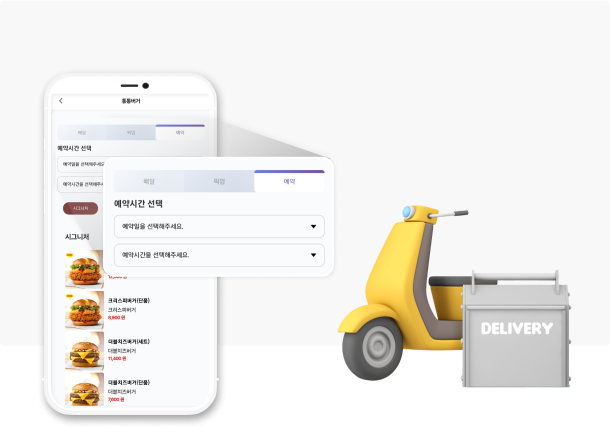 동동버거
배달 픽업 예약
예약시간 선택
예약일을 선택해주세요
예약시간을 선택해주
시그니처
시그니처
크리스피버거(단품)
크리스피버거
8,900 원
더블치즈버거(세트)
더블치즈버거
11,400 원
더블치즈버거(단품)
더블치즈버거
7,600 원
배달 픽업 예약
예약시간 선택
예약일을 선택해주세요.
예약시간을 선택해주세요.
DELIVERY